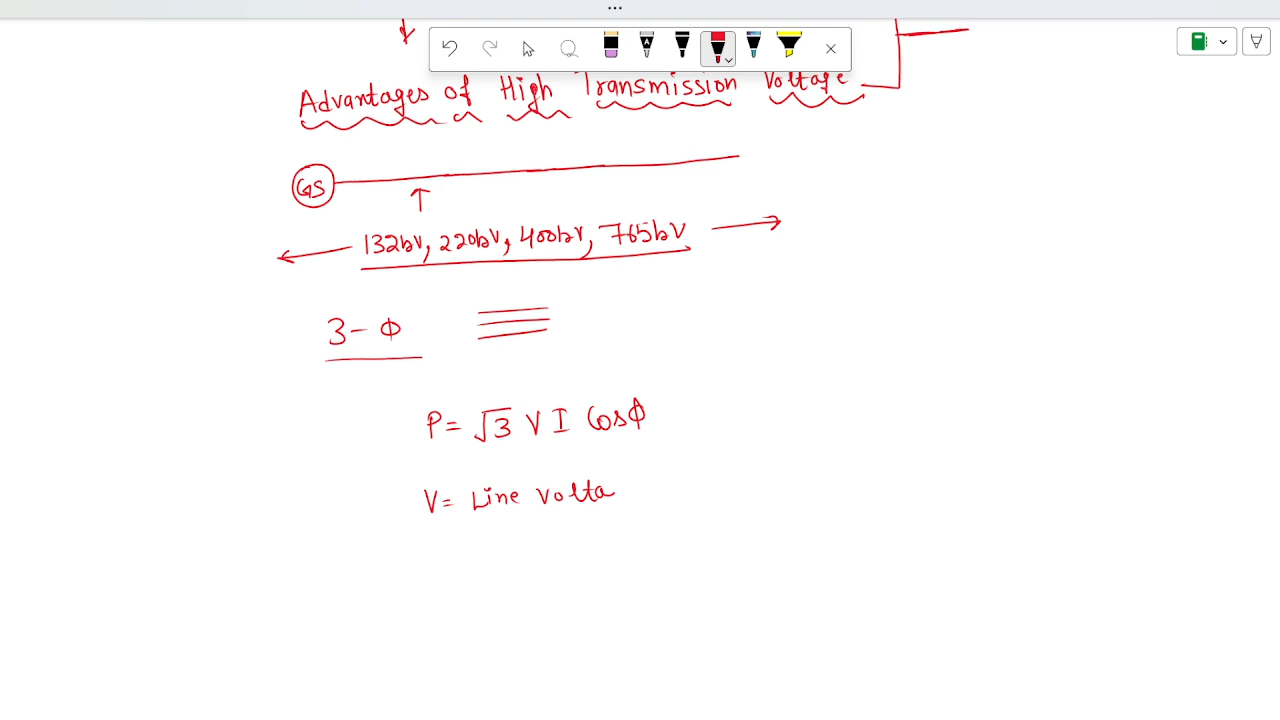 Advantages of High Transmission Voltage
GS
132kV, 220kV, 400kV, 765kV
3-Φ
P= √3 V I Cosφ
V= Line Volta